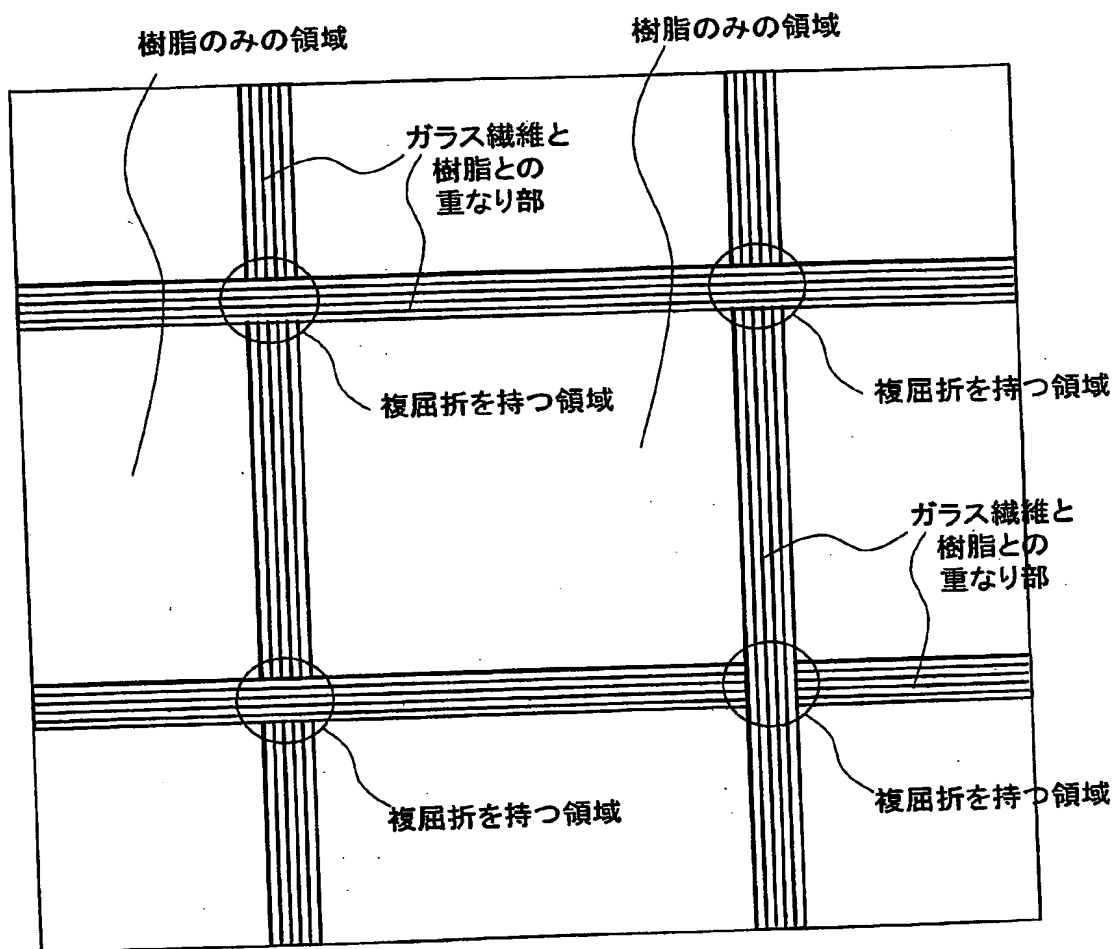 樹脂のみの領域
樹脂のみの領域
ガラス繊維と
樹脂との
重なり部
複屈折を持つ領域
複屈折を持つ領域
ガラス繊維と
樹脂との
重なり部
複屈折を持つ領域
複屈折を持つ領域